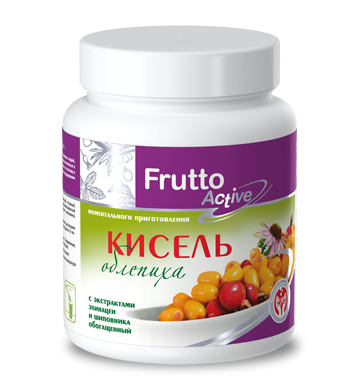 Frutto
Active
моментального приготовления
КИСЕЛЬ
облепиха
с экстрактами
эхинацеи
и шиповника
обогащенный